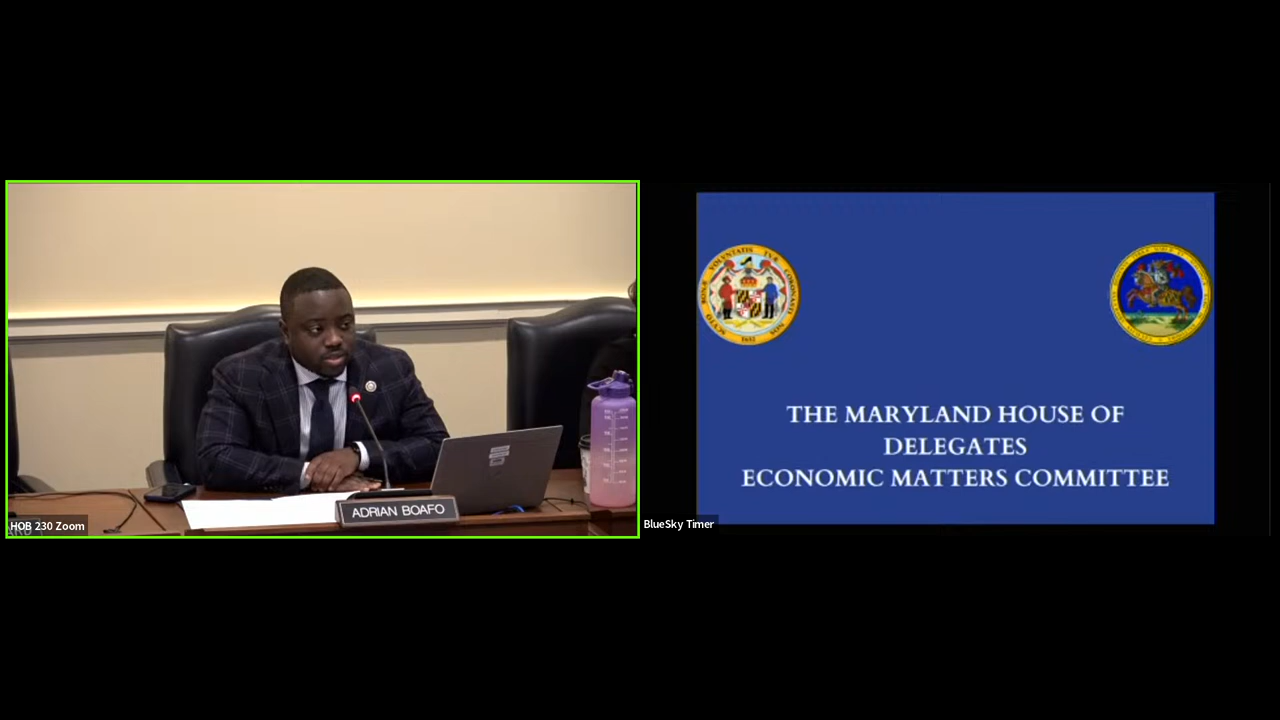 ADRIAN BOAFO
HOB 230 Zoom
THE MARYLAND HOUSE OF
DELEGATES
ECONOMIC MATTERS COMMITTEE
BlueSky Timer